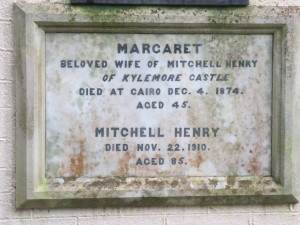 MARGARET
BELOVED WIFE OF MITCHELL HENRY
OF KYLEMORE CASTLE
DIED AT CAIRO DEC. 4. 1874.
AGED 45.
MITCHELL HENRY
DIED NOV. 22. 1910.
AGED 85.